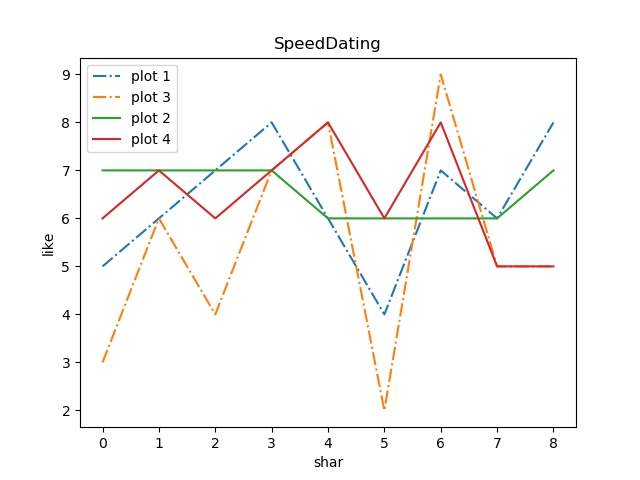 SpeedDating
plot 1
plot 3
plot 2
plot 4
like
9
8
7
6
5
4
3
2
0 1 2 3 4 5 6 7 8
shar